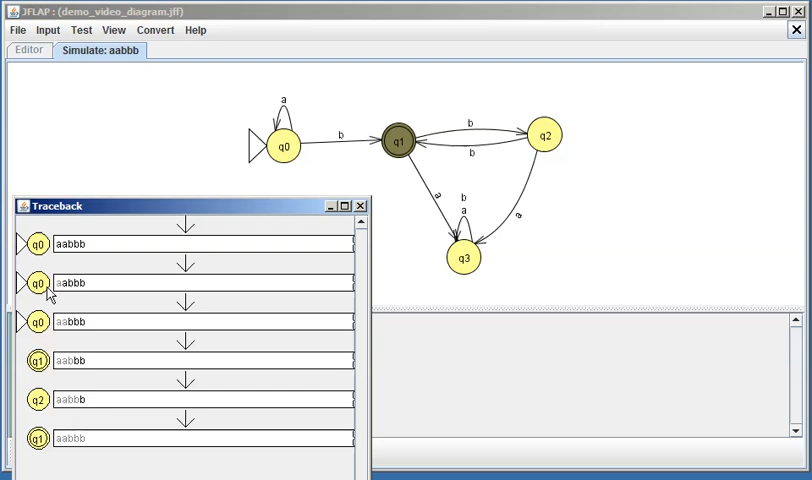 JFLAP : (demo_video_diagram.jff)
File Input Test View Convert Help
Editor Simulate: aabbb
a
q0
b
q1
b
b
q2
a
a
b
a
q3
Traceback
q0 aabbb
q0 aabbb
q0 aabbb
q1 aabbb
q2 aabbb
q1 aabbb